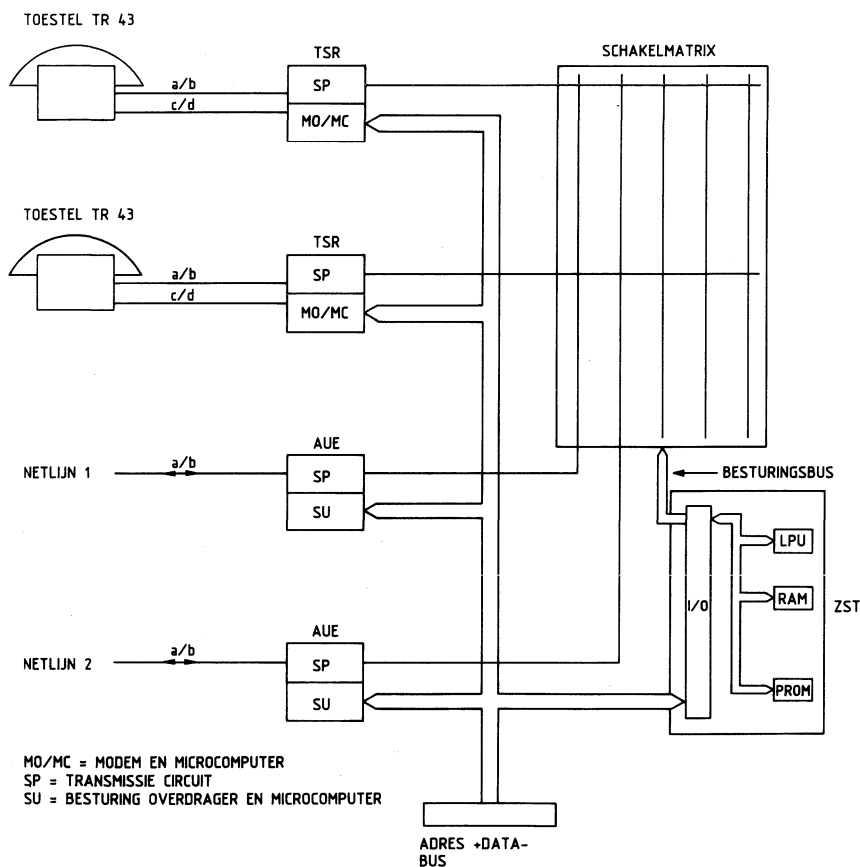 TOESTEL TR 43
TSR
SCHAKELMATRIX
a/b
SP
c/d
MO/MC
TOESTEL TR 43
TSR
a/b
SP
c/d
MO/MC
AUE
NETLIJN 1
a/b
SP
BESTURINGSBUS
SU
LPU
I/O
RAM
ZST
AUE
NETLIJN 2
a/b
SP
PROM
SU
MO/MC = MODEM EN MICROCOMPUTER
SP = TRANSMISSIE CIRCUIT
SU = BESTURING OVERDRAGER EN MICROCOMPUTER
ADRES +DATA-
BUS